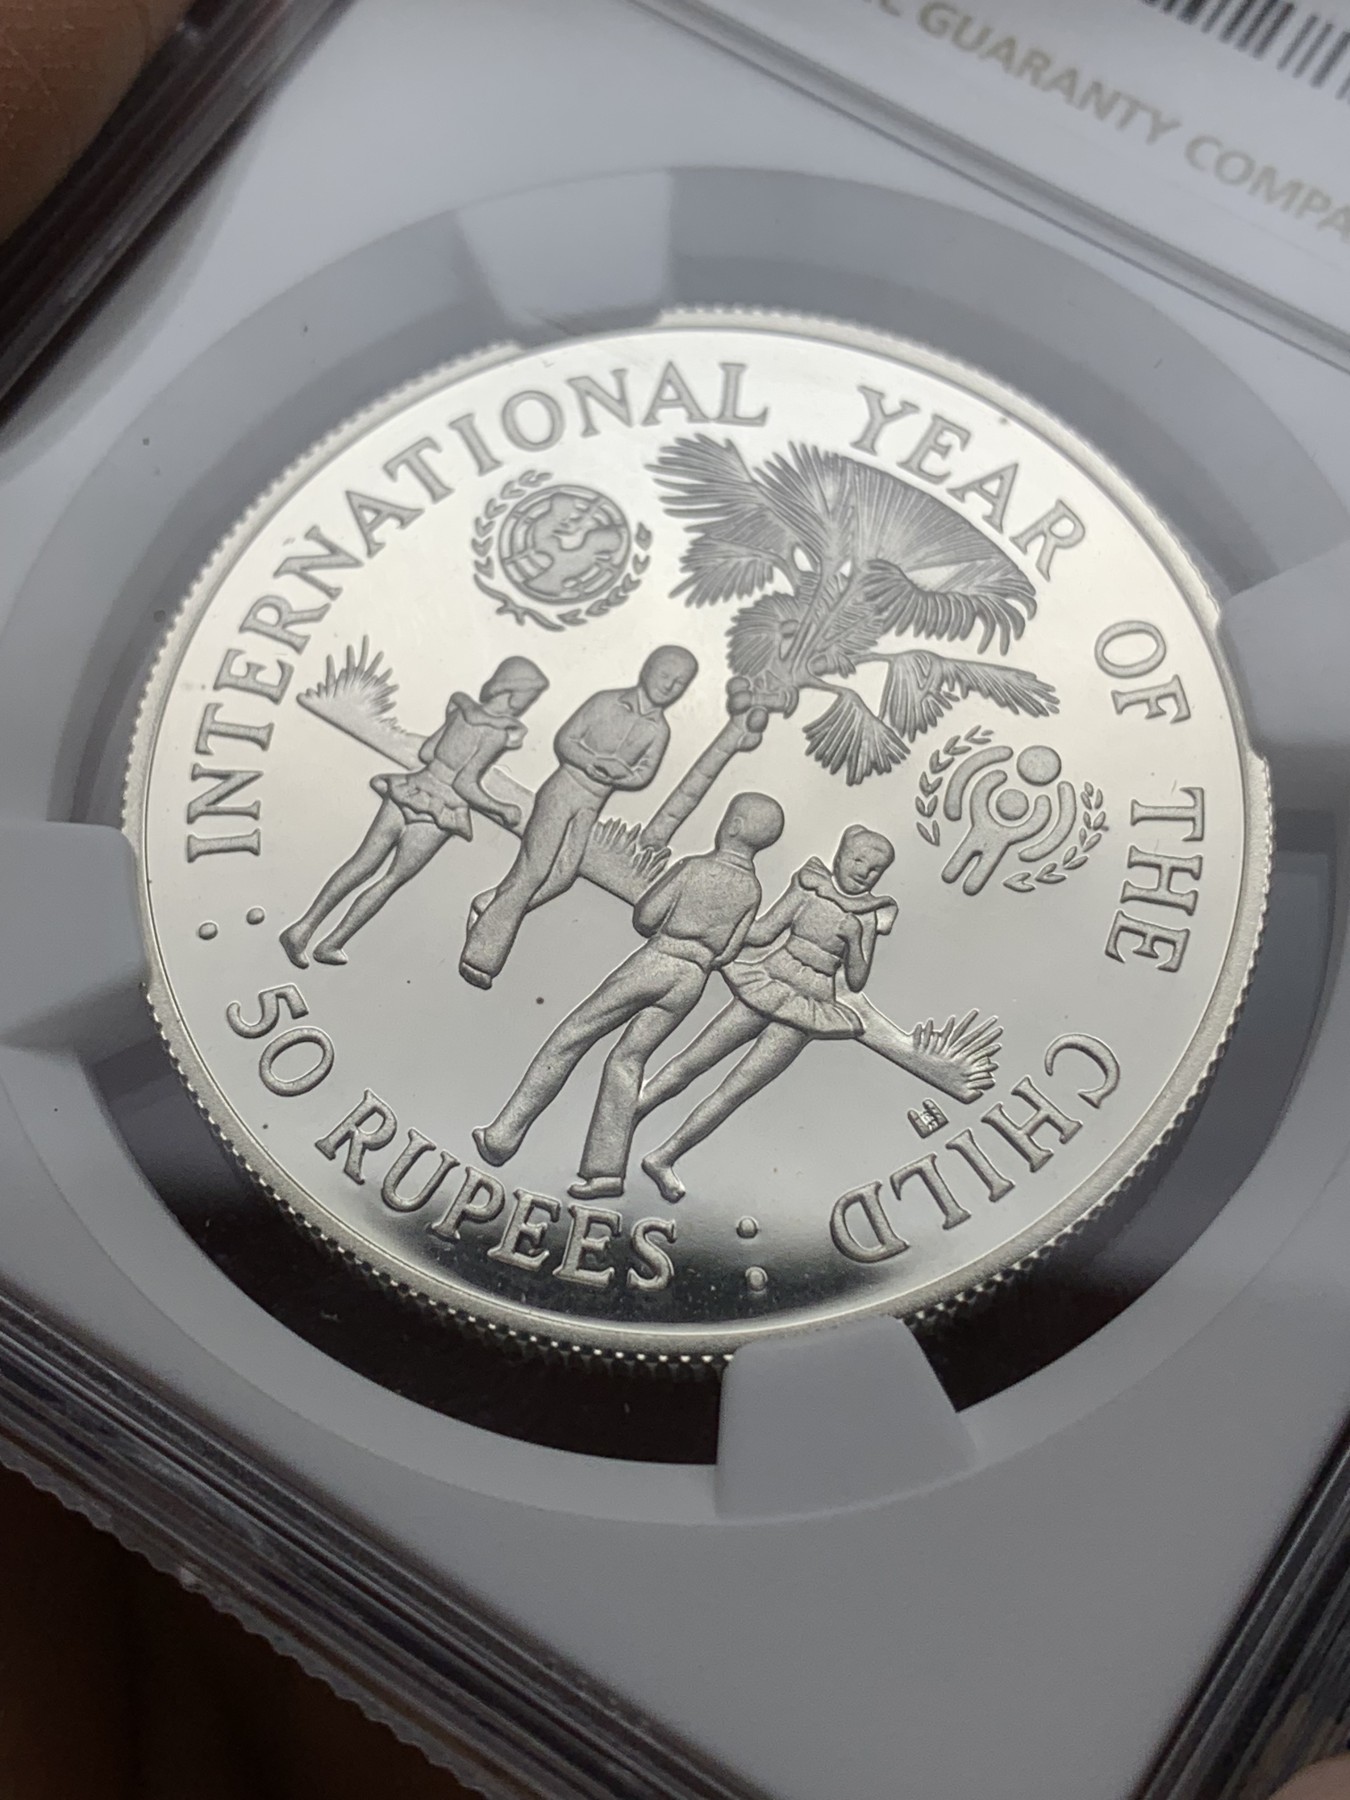 GUARANTY COMPA
INTERNATIONAL YEAR OF THE CHILD
50 RUPEES